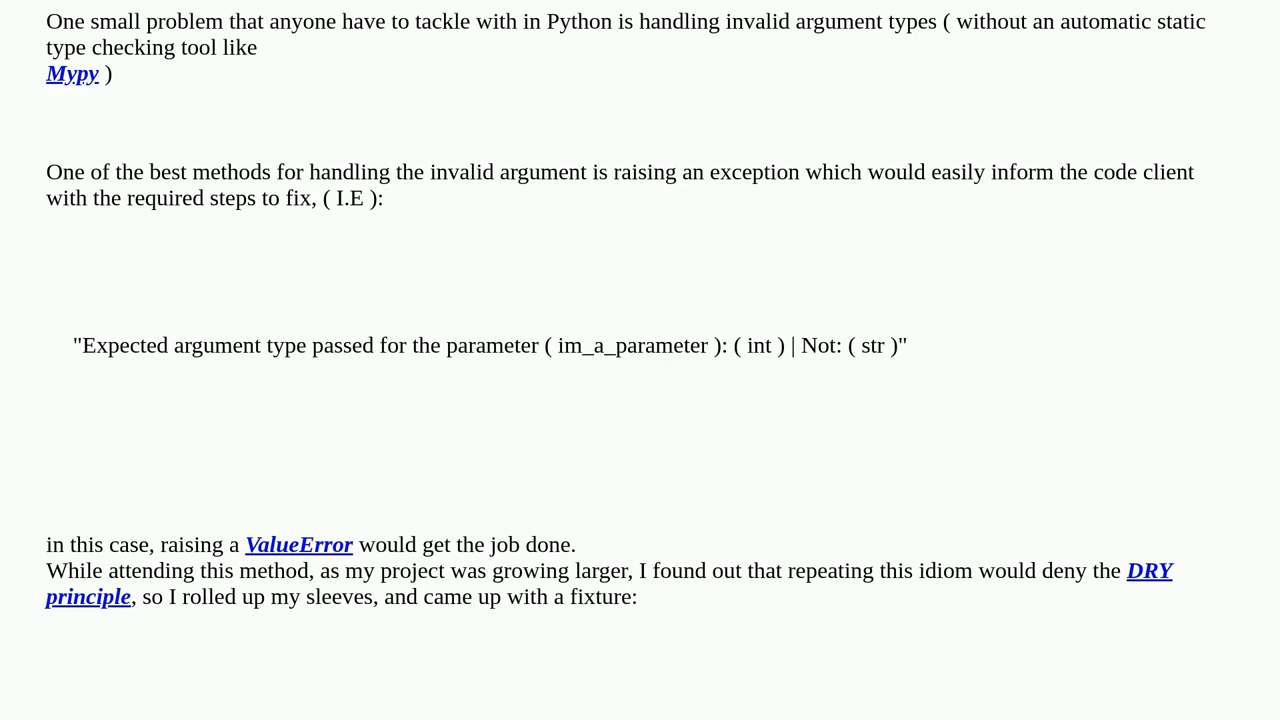 One small problem that anyone have to tackle with in Python is handling invalid argument types ( without an automatic static
type checking tool like
Mypy )
One of the best methods for handling the invalid argument is raising an exception which would easily inform the code client
with the required steps to fix, ( I.E ):
"Expected argument type passed for the parameter ( im_a_parameter ): ( int ) | Not: ( str )"
in this case, raising a ValueError would get the job done.
While attending this method, as my project was growing larger, I found out that repeating this idiom would deny the DRY
principle, so I rolled up my sleeves, and came up with a fixture: